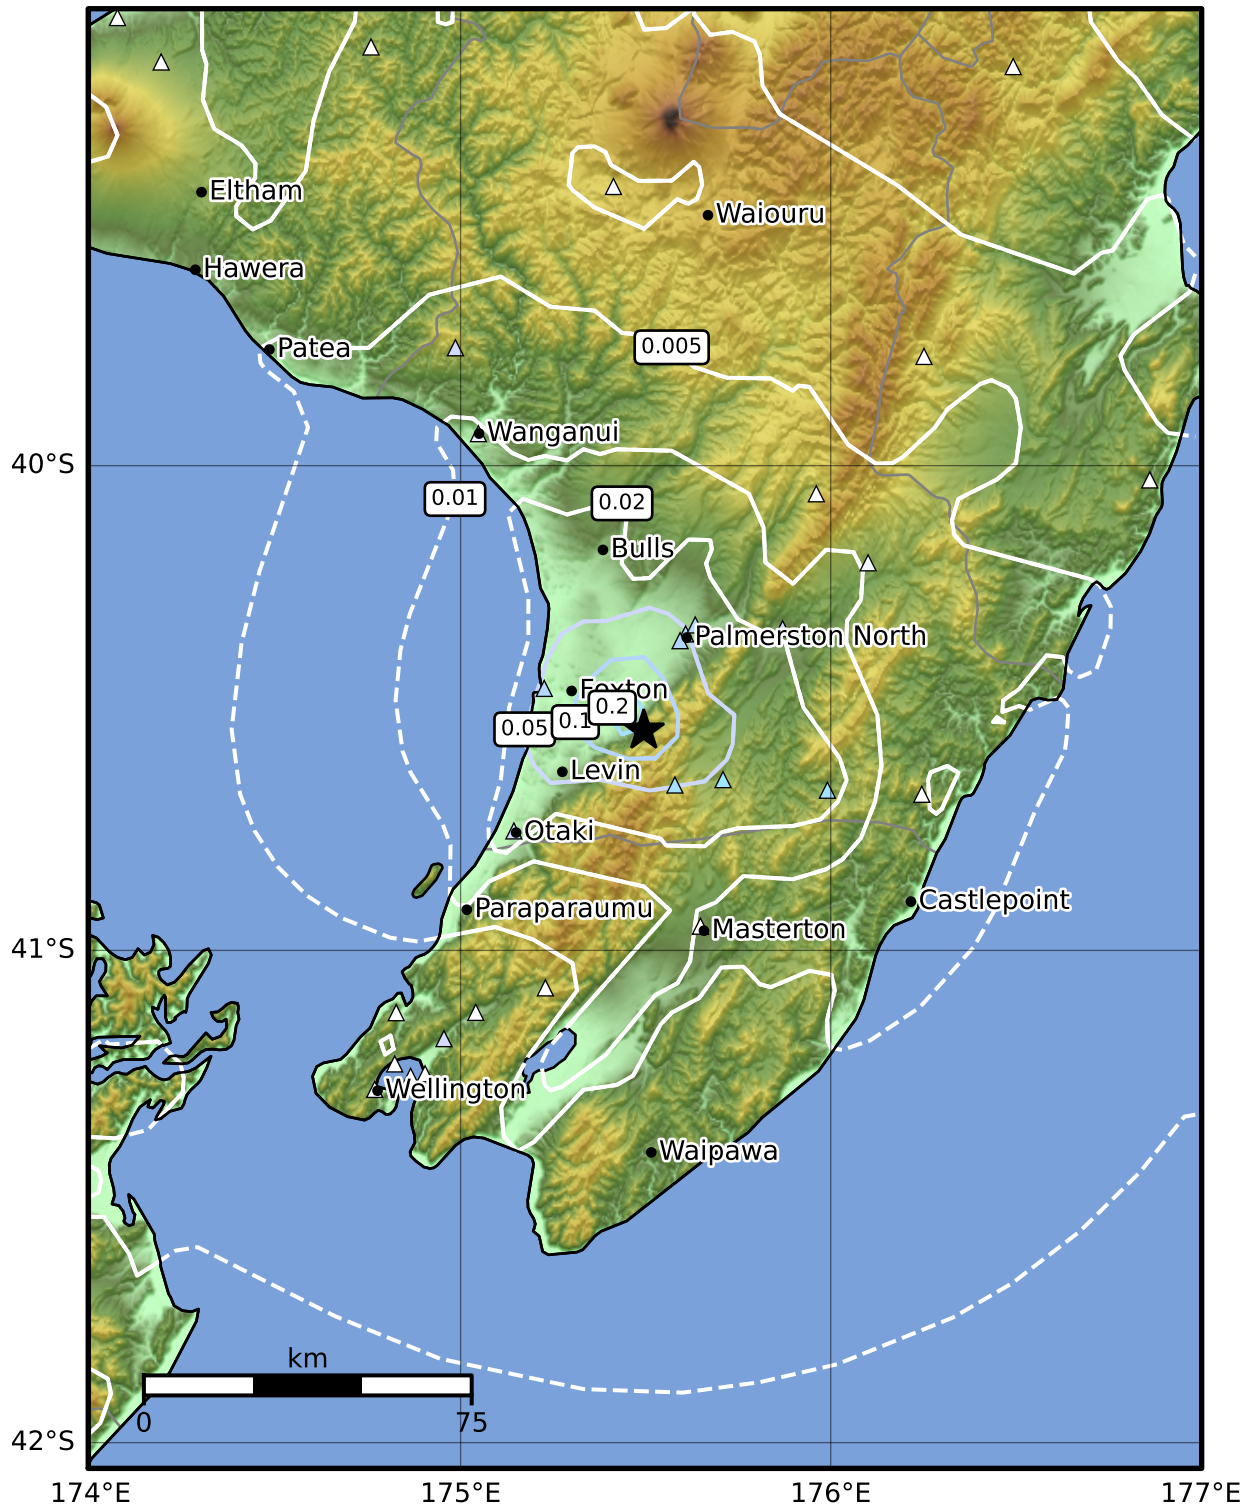 Eltham
Waiouru
Hawera
0.005
Patea
Wanganui
40°S
0.01
0.02
Bulls
Palmerston North
Foxton
0.2
0.1
0.05
Levin
Otaki
Castlepoint
Paraparaumu
Masterton
41°S
Wellington
Waipawa
km
0
75
42°S
174°E
175°E
176°E
177°E